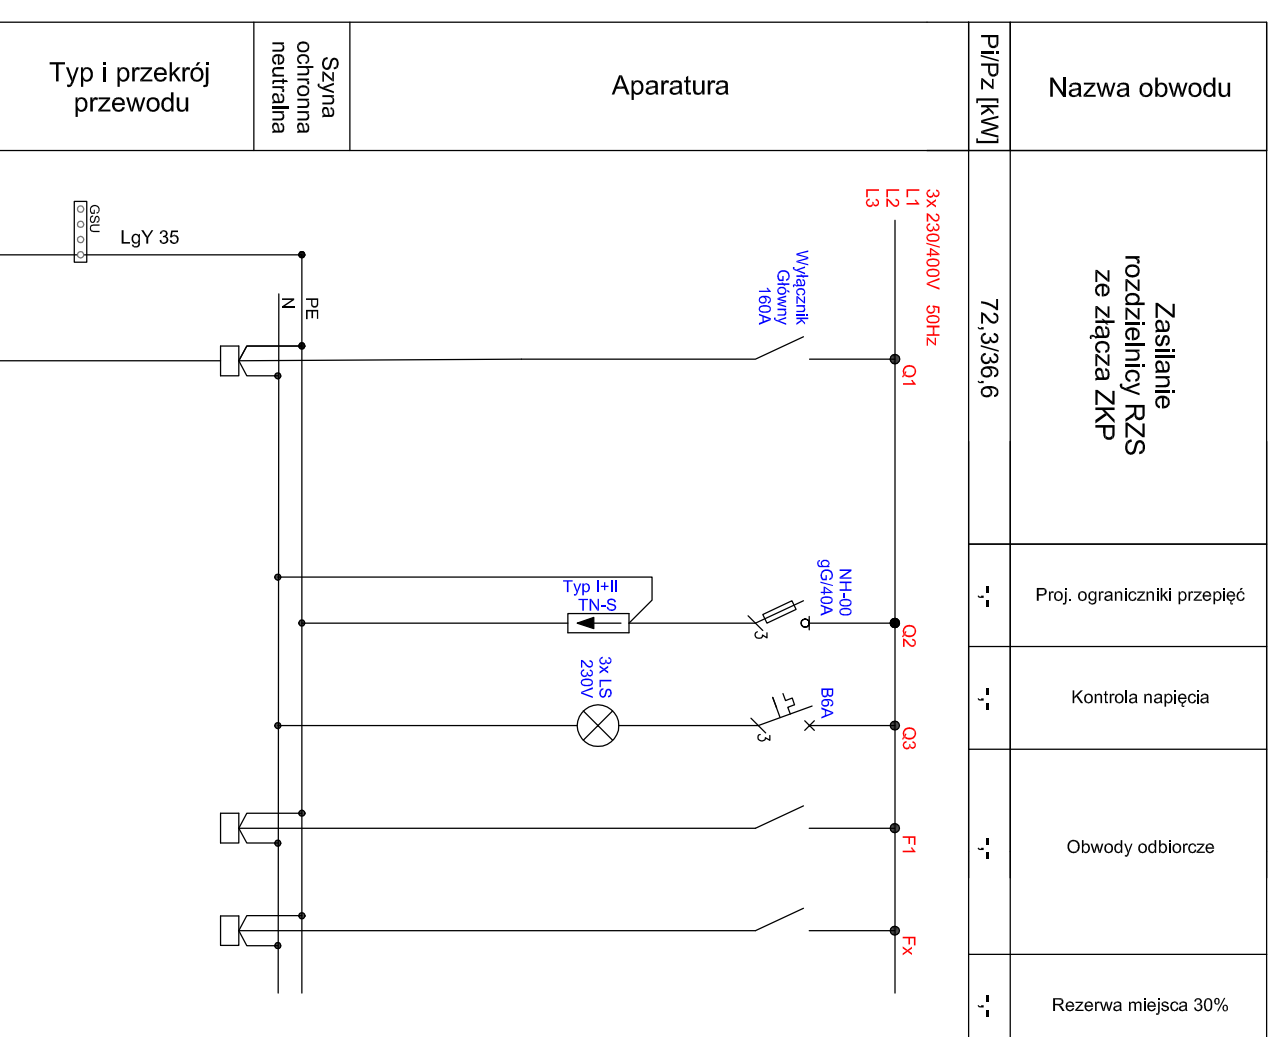 Typ i przekrój
przewodu
Szyna
ochronna
neutralna
Aparatura
Pi/Pz [kW]
Nazwa obwodu
GSU
LgY 35
PE
N
3x 230/400V 50Hz
L1
L2
L3
Wyłącznik
Główny
160A
Q1
72,3/36,6
Zasilanie
rozdzielnicy RZS
ze złącza ZKP
Typ I+II
TN-S
NH-00
gG/40A
3
Q2
-,-
Proj. ograniczniki przepięć
3x LS
230V
B6A
3
Q3
-,-
Kontrola napięcia
F1
-,-
Obwody odbiorcze
Fx
-,-
Rezerwa miejsca 30%